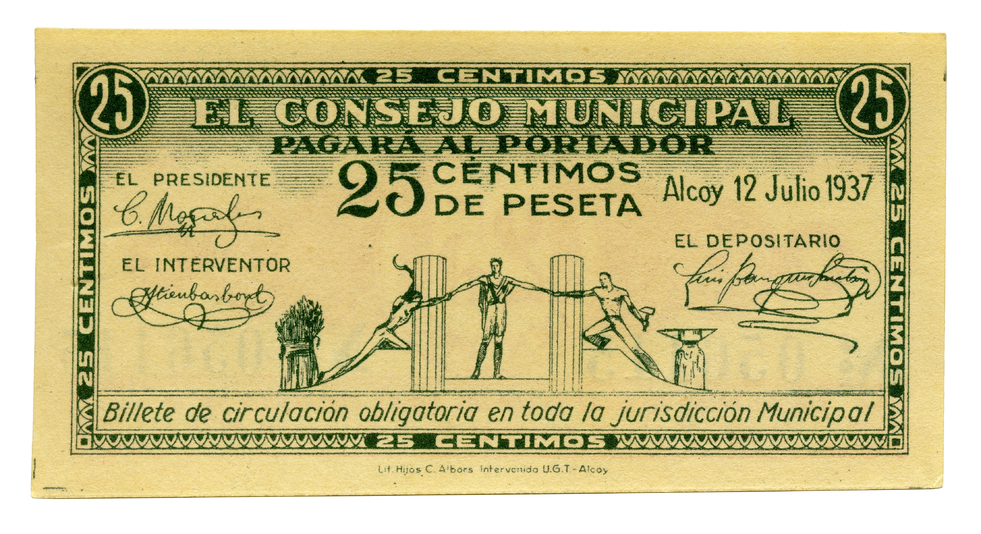 25 CENTIMOS
25
25
EL CONSEJO MUNICIPAL
PAGARÁ AL PORTADOR
25 CÉNTIMOS
DE PESETA
Alcoy 12 Julio 1937
EL PRESIDENTE
EL INTERVENTOR
EL DEPOSITARIO
25 CENTIMOS
25 CENTIMOS
Billete de circulación obligatoria en toda la jurisdicción Municipal
25 CENTIMOS
Lit. Hijos C. Albors Intervenida U.G.T - Alcoy